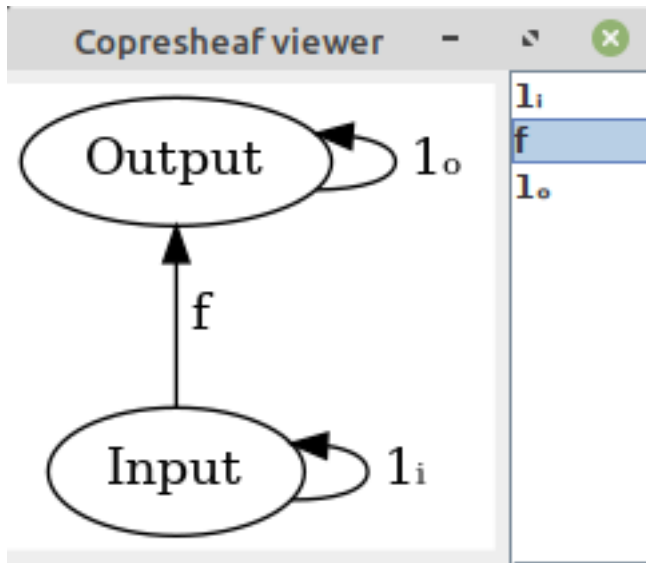 Copresheaf viewer
Output
1ₒ
f
Input
1ᵢ
1ᵢ
f
1ₒ